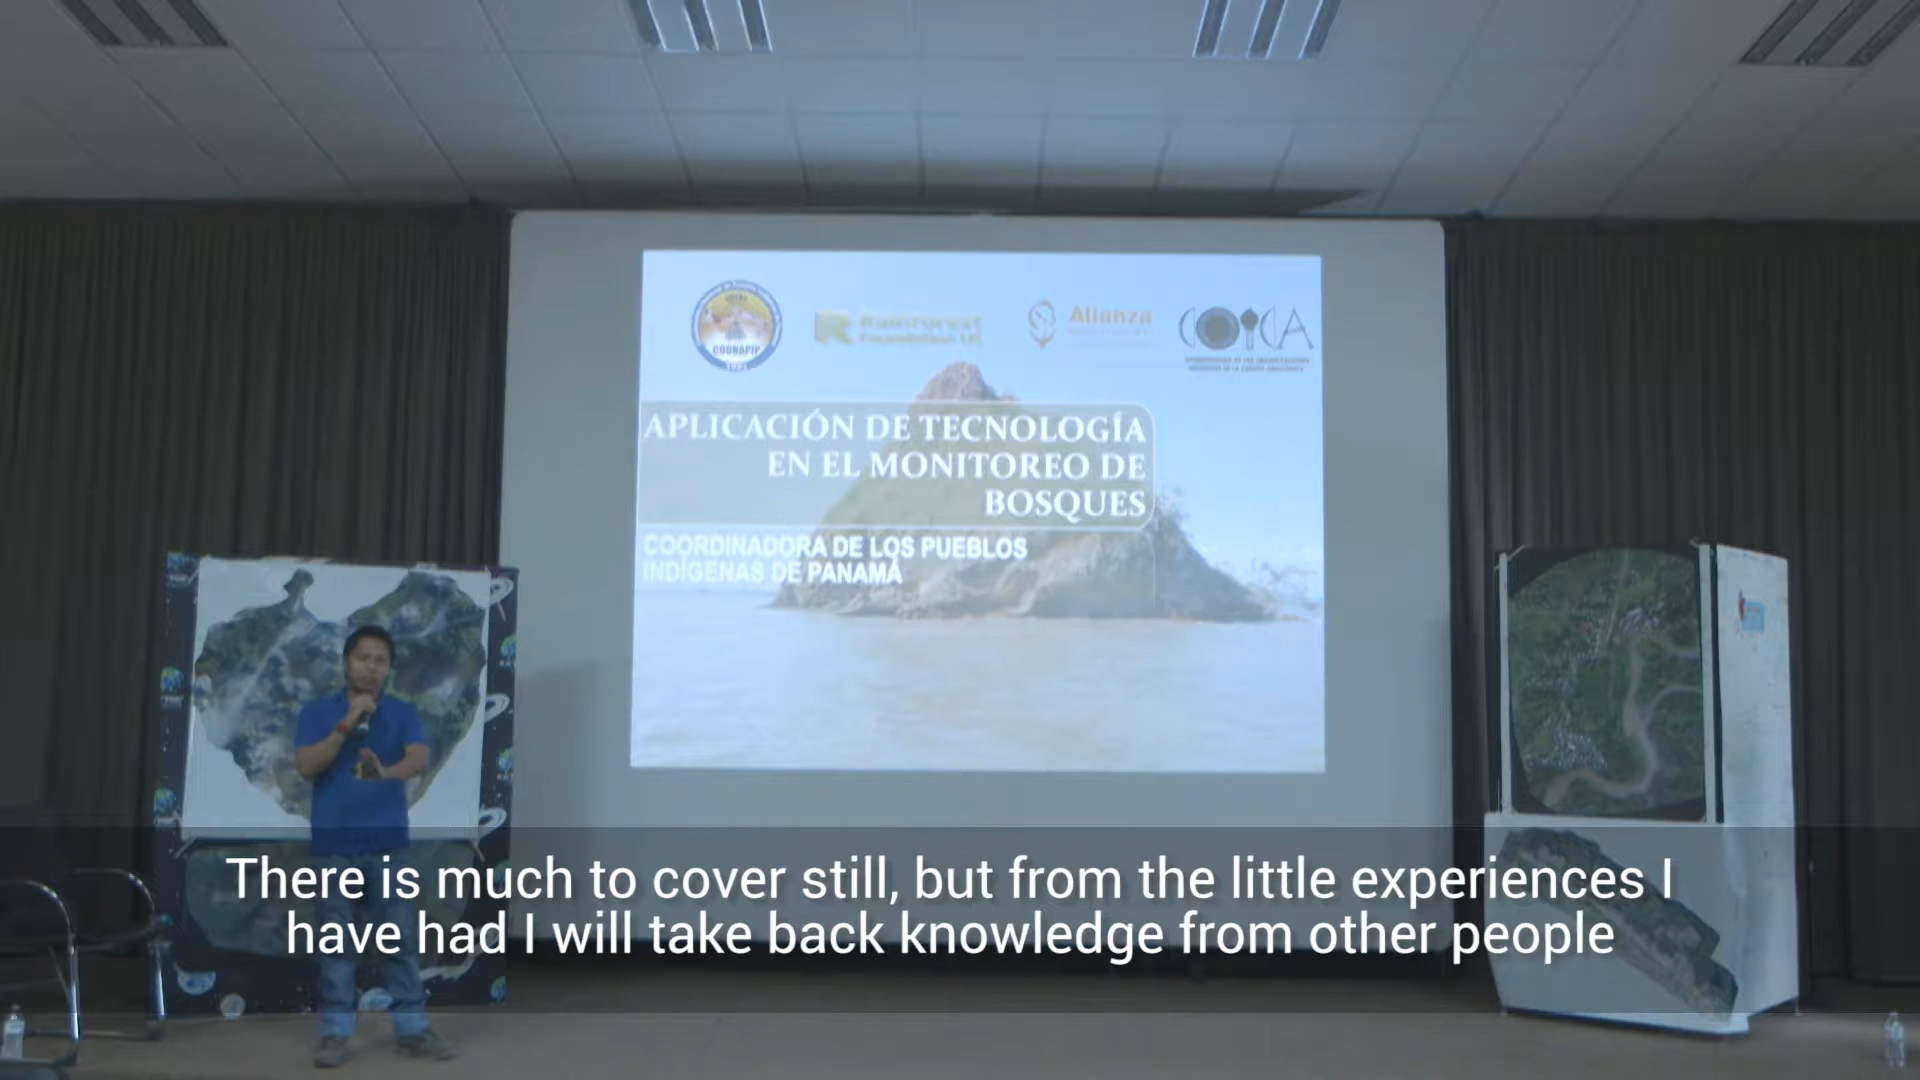 COONAPIP
Rainforest
Foundation US
Alianza
COICA
APLICACIÓN DE TECNOLOGÍA
EN EL MONITOREO DE
BOSQUES
COORDINADORA DE LOS PUEBLOS
INDÍGENAS DE PANAMÁ
There is much to cover still, but from the little experiences I
have had I will take back knowledge from other people